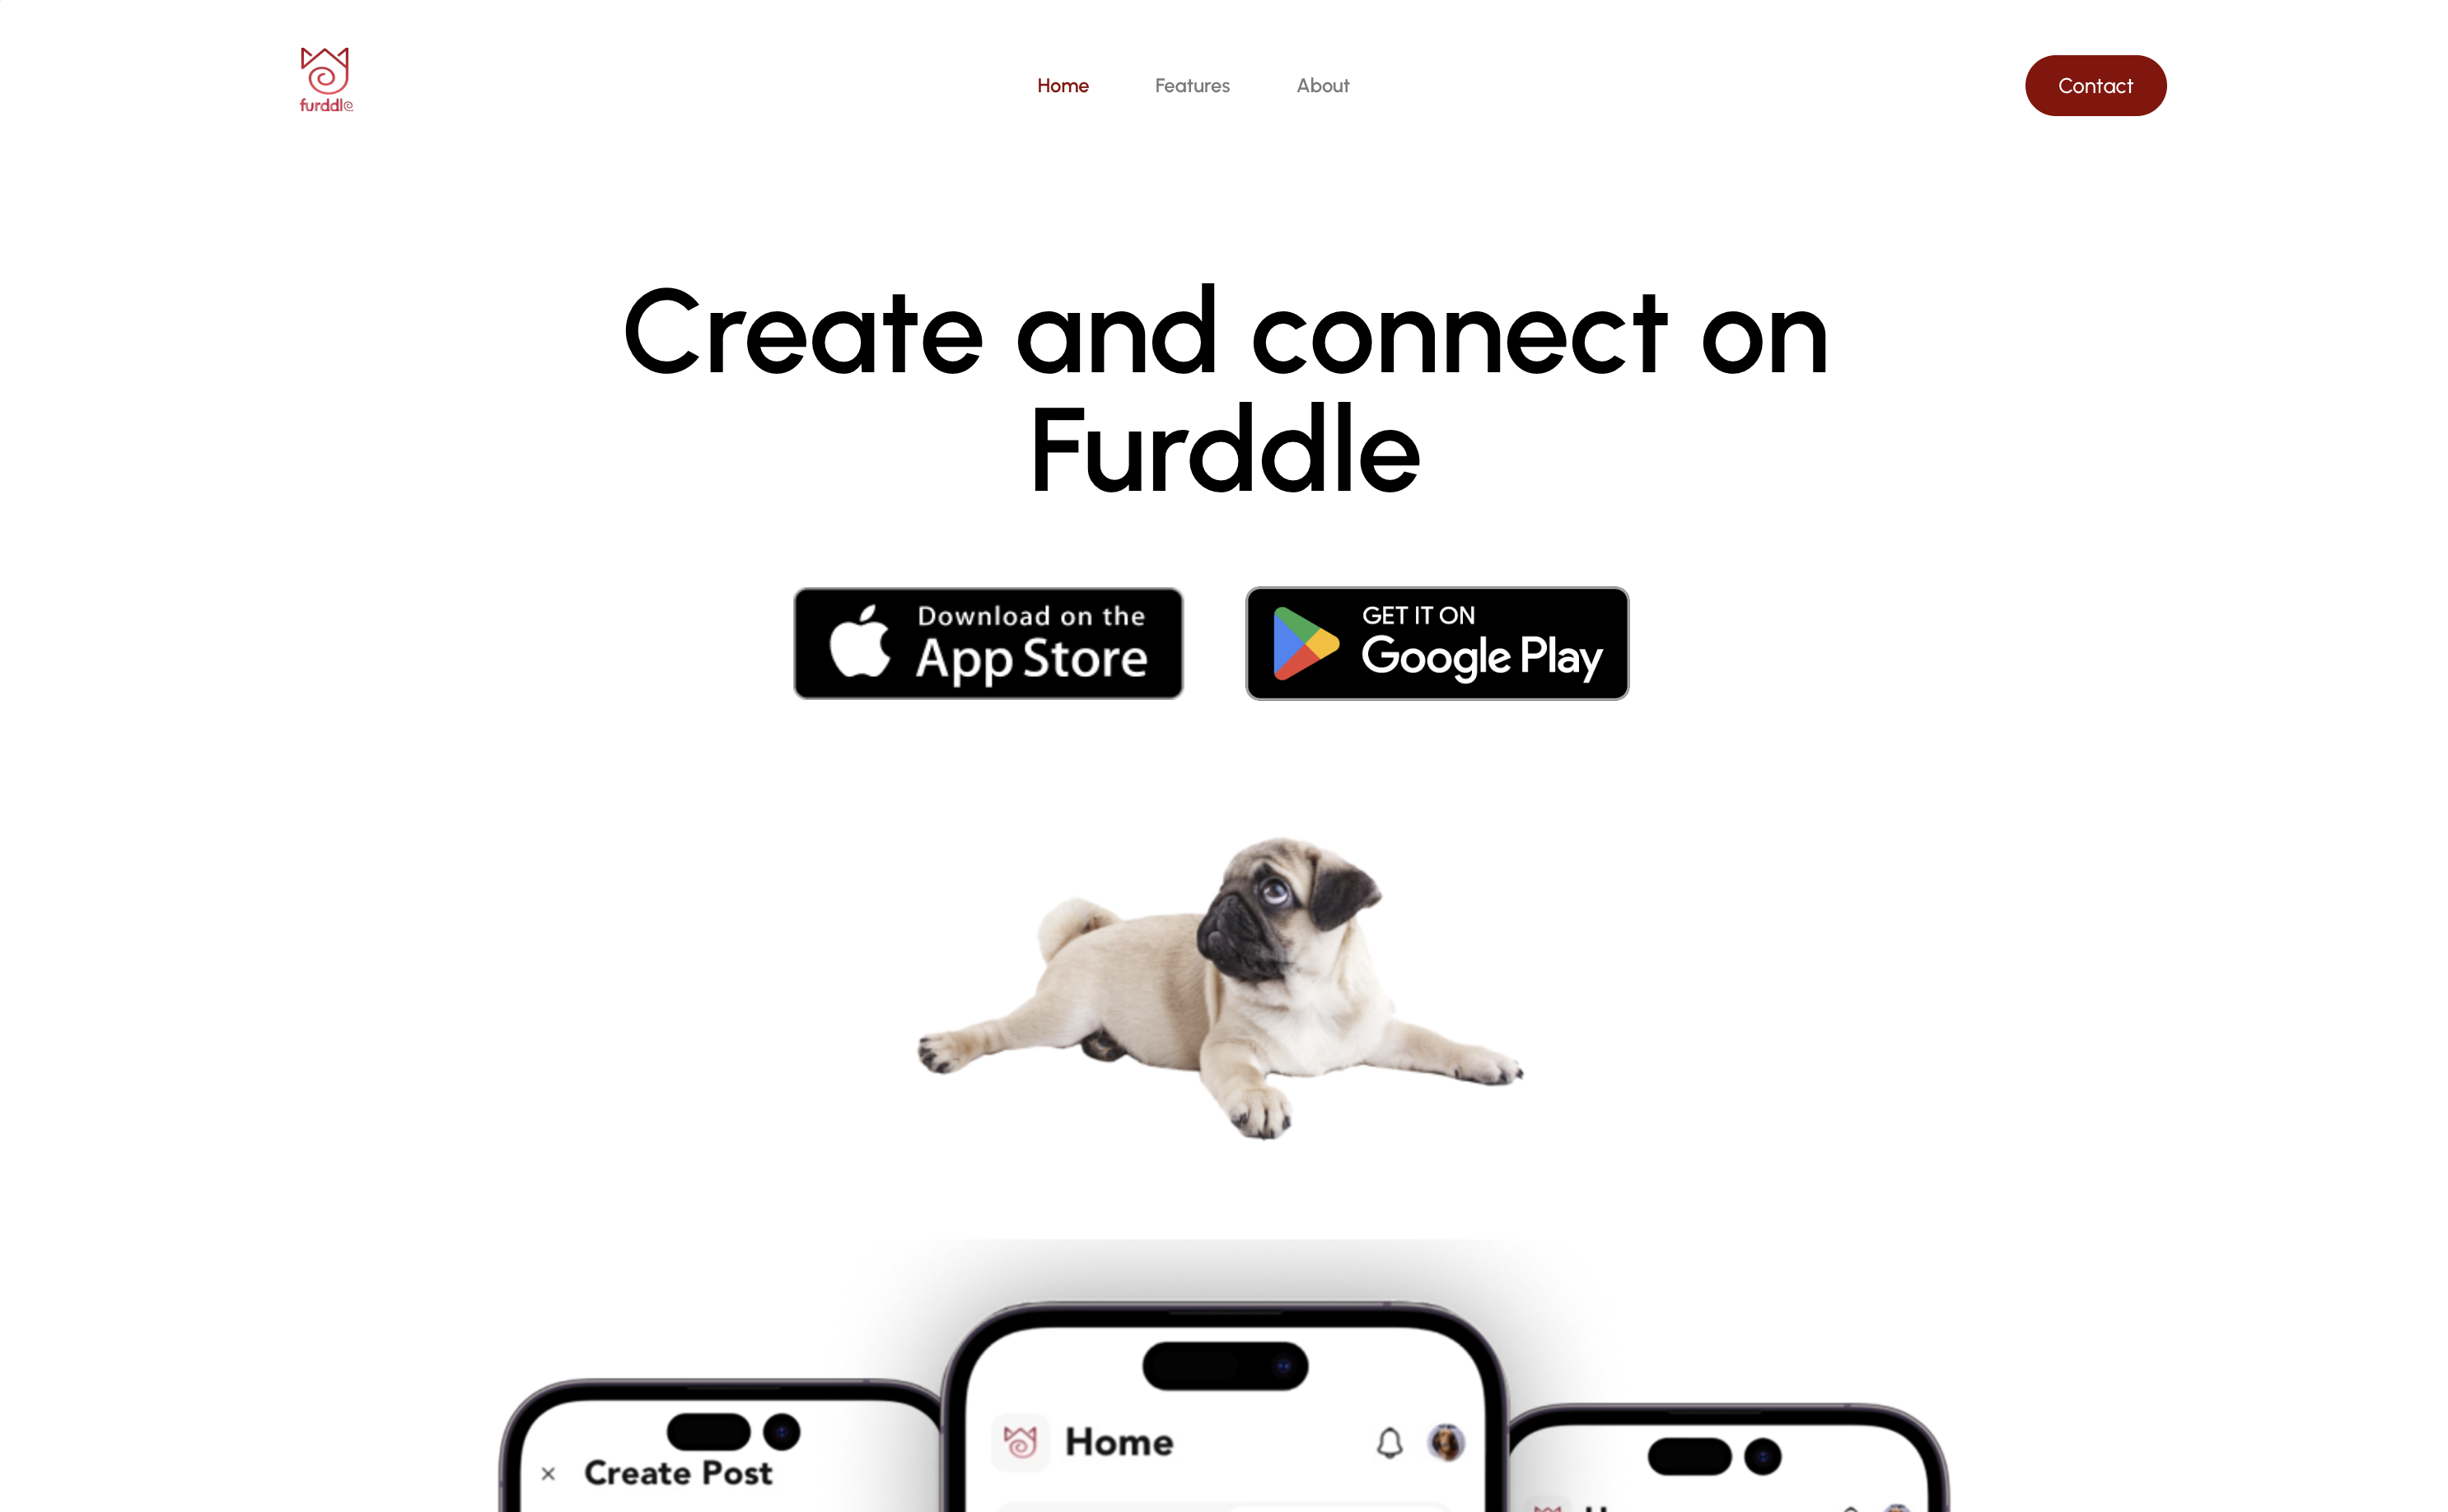 furddle
Home
Features
About
Contact
Create and connect on
Furddle
Download on the
App Store
GET IT ON
Google Play
Home
Create Post